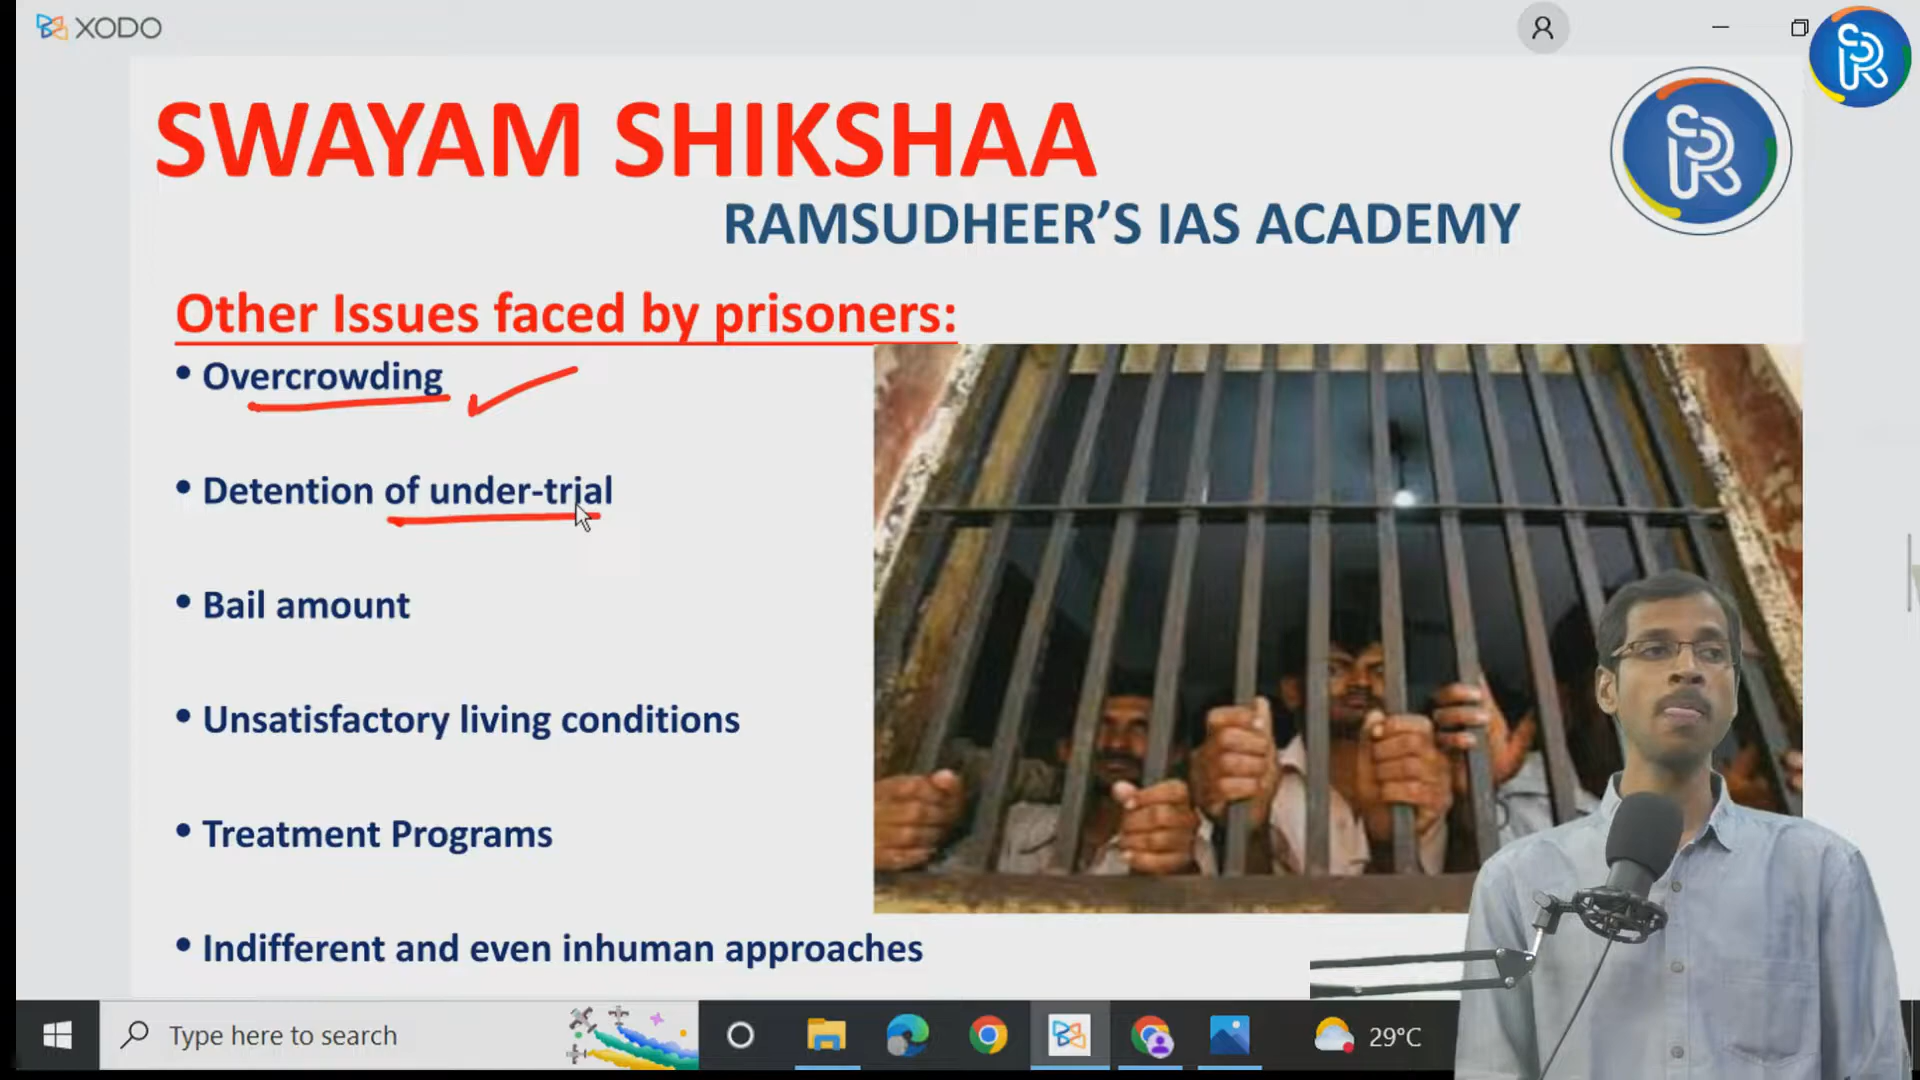 XODO
SWAYAM SHIKSHAA
RAMSUDHEER’S IAS ACADEMY
Other Issues faced by prisoners:
• Overcrowding
• Detention of under-trial
• Bail amount
• Unsatisfactory living conditions
• Treatment Programs
• Indifferent and even inhuman approaches
Type here to search
29°C